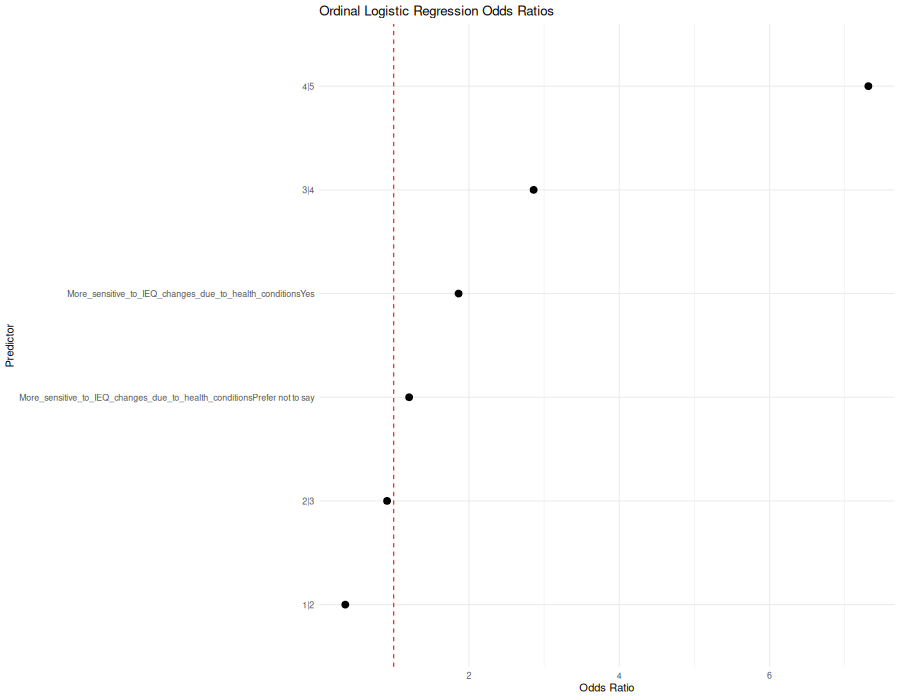 Ordinal Logistic Regression Odds Ratios
4|5
3|4
More_sensitive_to_IEQ_changes_due_to_health_conditionsYes
Predictor
More_sensitive_to_IEQ_changes_due_to_health_conditionsPrefer not to say
2|3
1|2
2 4 6
Odds Ratio